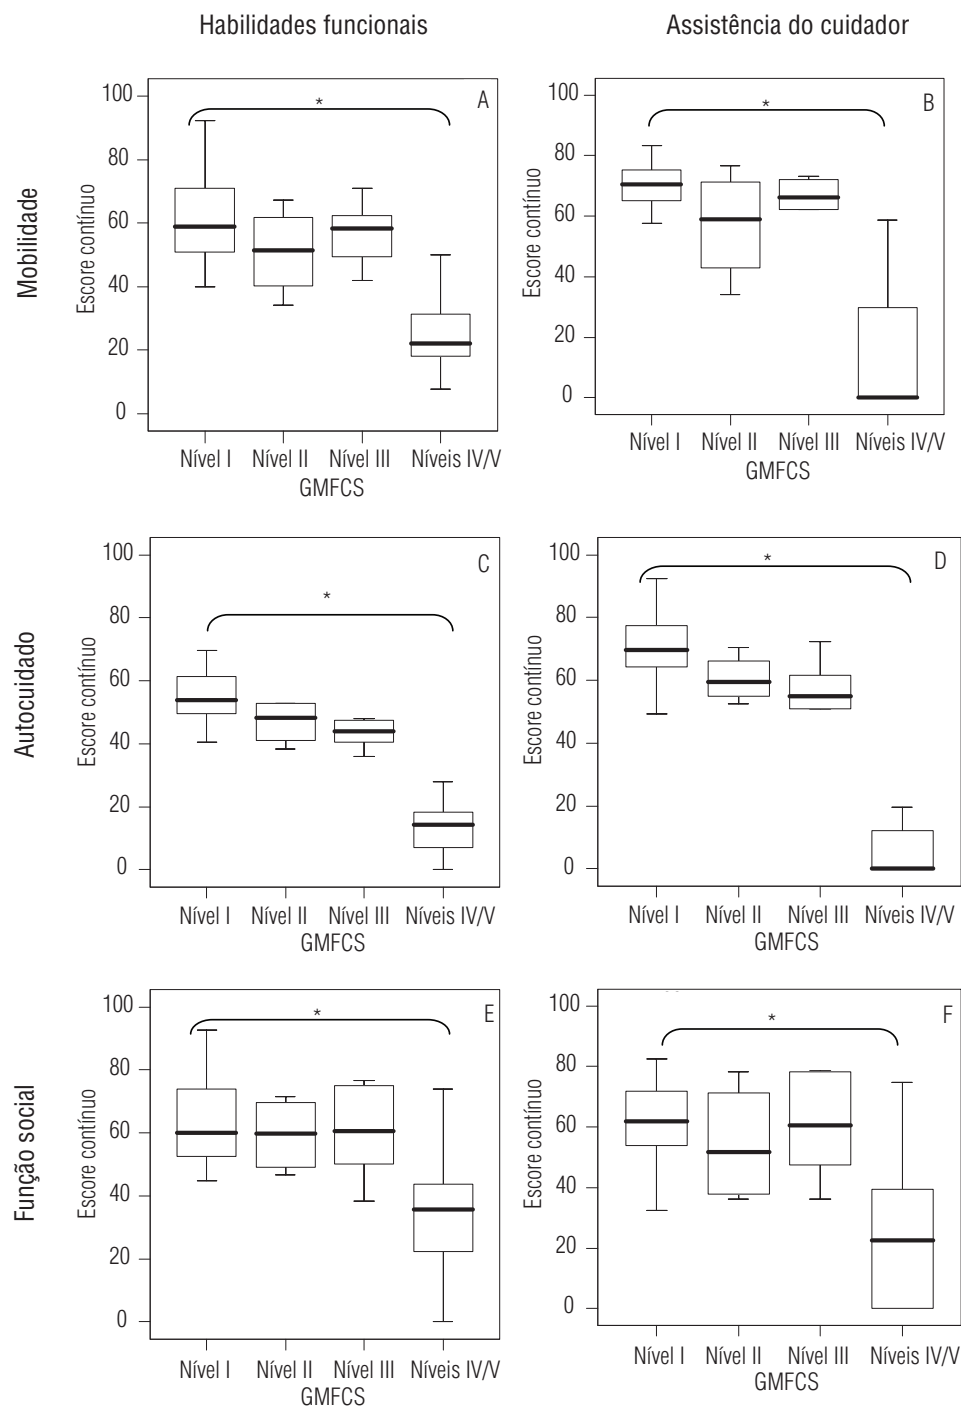 Habilidades funcionais
Assistência do cuidador
Mobilidade
Escore contínuo
100
80
60
40
20
0
*
A
Nível I
Nível II
Nível III
Níveis IV/V
GMFCS
Escore contínuo
100
80
60
40
20
0
*
B
Nível I
Nível II
Nível III
Níveis IV/V
GMFCS
Autocuidado
Escore contínuo
100
80
60
40
20
0
*
C
Nível I
Nível II
Nível III
Níveis IV/V
GMFCS
Escore contínuo
100
80
60
40
20
0
*
D
Nível I
Nível II
Nível III
Níveis IV/V
GMFCS
Função social
Escore contínuo
100
80
60
40
20
0
*
E
Nível I
Nível II
Nível III
Níveis IV/V
GMFCS
Escore contínuo
100
80
60
40
20
0
*
F
Nível I
Nível II
Nível III
Níveis IV/V
GMFCS